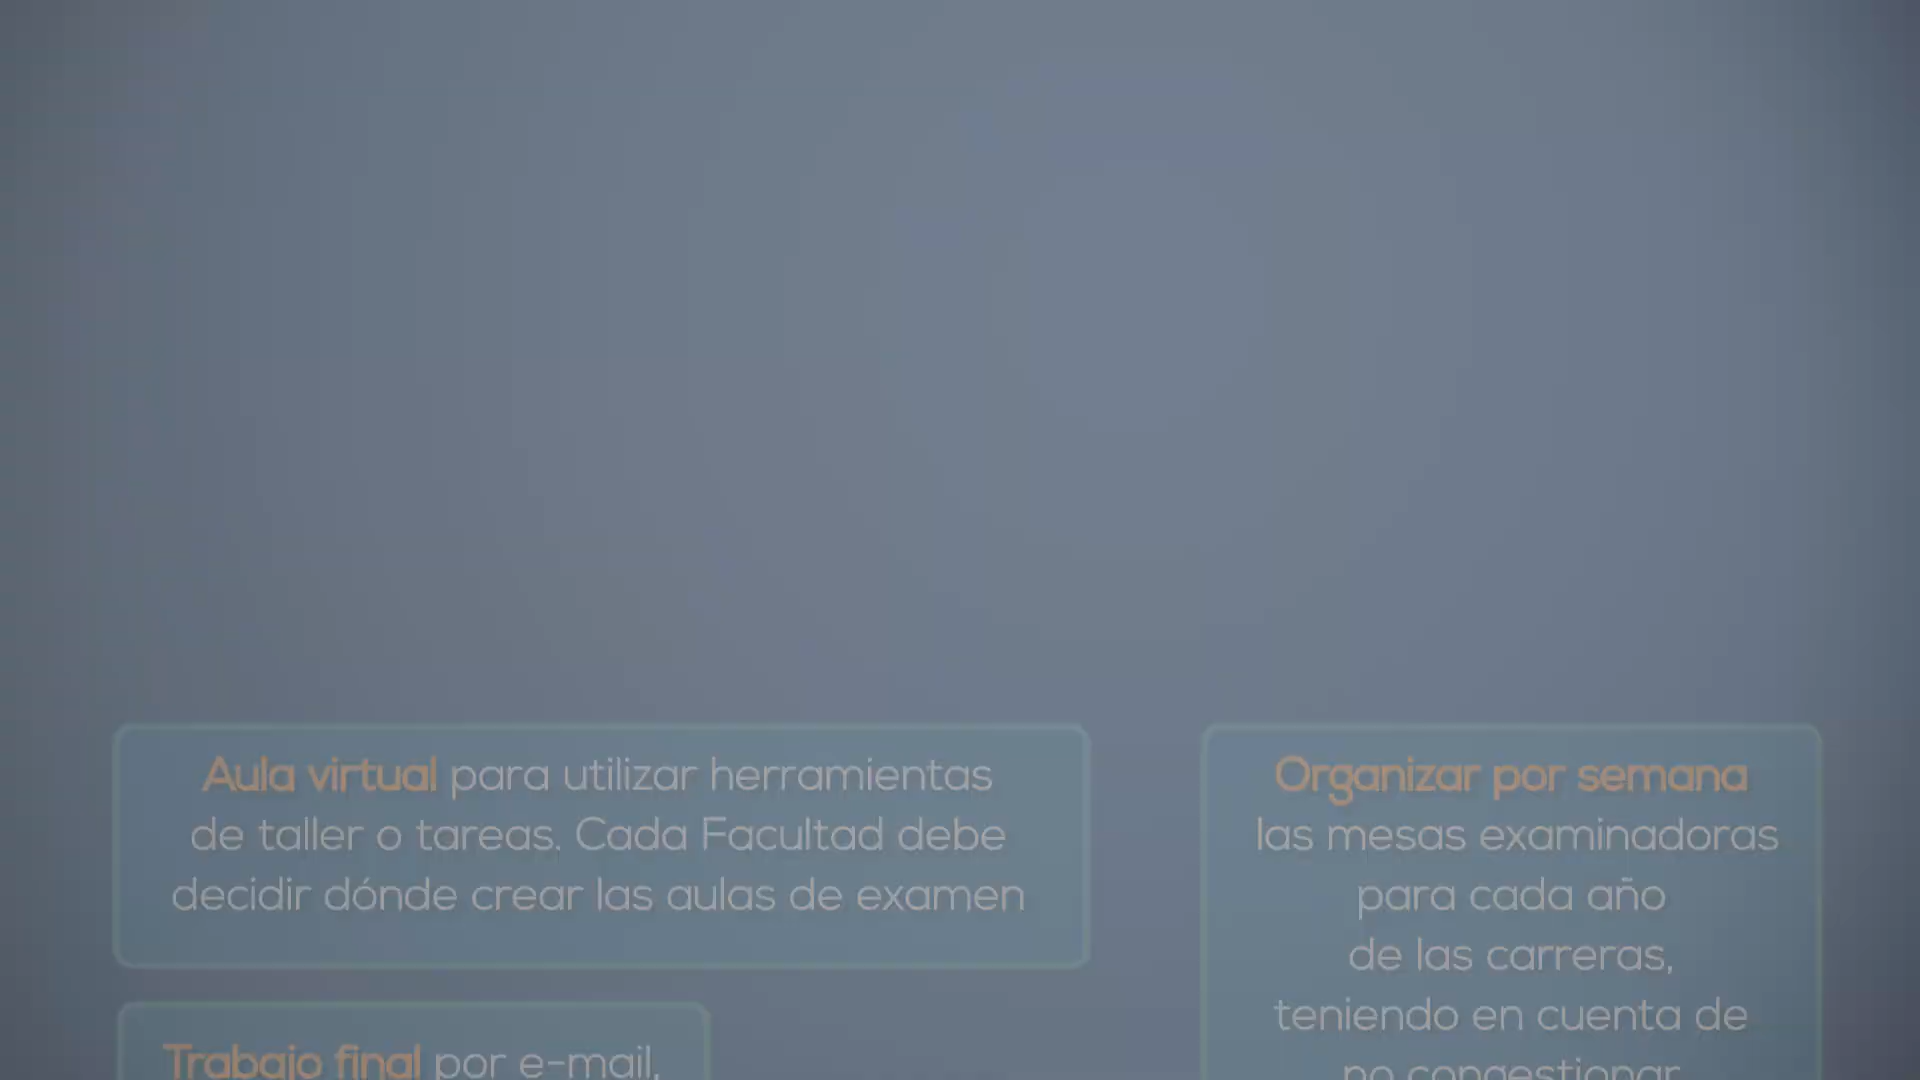 Aula virtual para utilizar herramientas
de taller o tareas. Cada Facultad debe
decidir dónde crear las aulas de examen
Trabajo final por e-mail,
Organizar por semana
las mesas examinadoras
para cada año
de las carreras,
teniendo en cuenta de
no congestionar